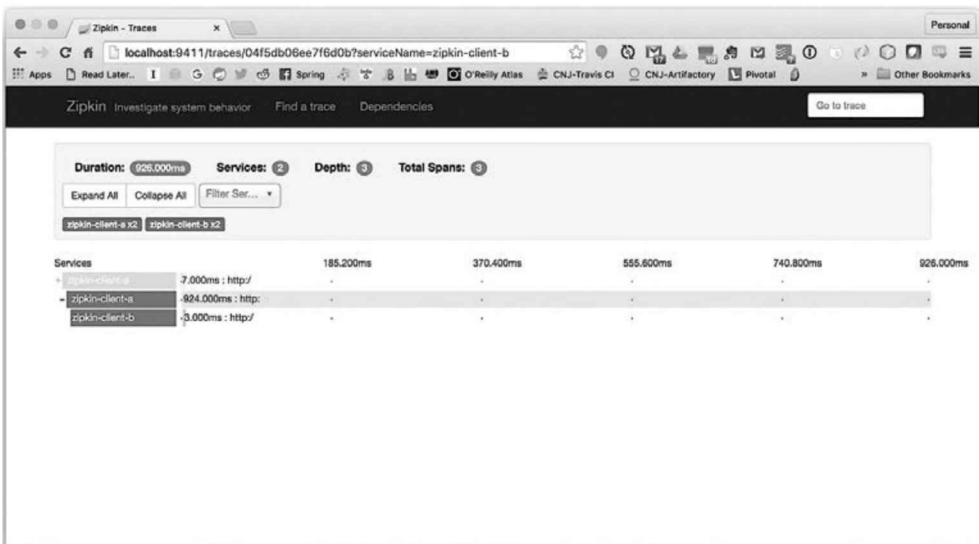 Zipkin - Traces
Personal
localhost:9411/traces/04f5db06ee7f6d0b?serviceName=zipkin-client-b
Apps Read Later.. Spring O'Reilly Atlas CNJ-Travis CI CNJ-Artifactory Pivotal » Other Bookmarks
Zipkin Investigate system behavior Find a trace Dependencies Go to trace
Duration: 926.000ms Services: 2 Depth: 3 Total Spans: 3
Expand All Collapse All Filter Ser...
zipkin-client-a x2 zipkin-client-b x2
Services 185.200ms 370.400ms 555.600ms 740.800ms 926.000ms
-7.000ms : http:/
- zipkin-client-a -924.000ms : http:
zipkin-client-b -3.000ms : http:/